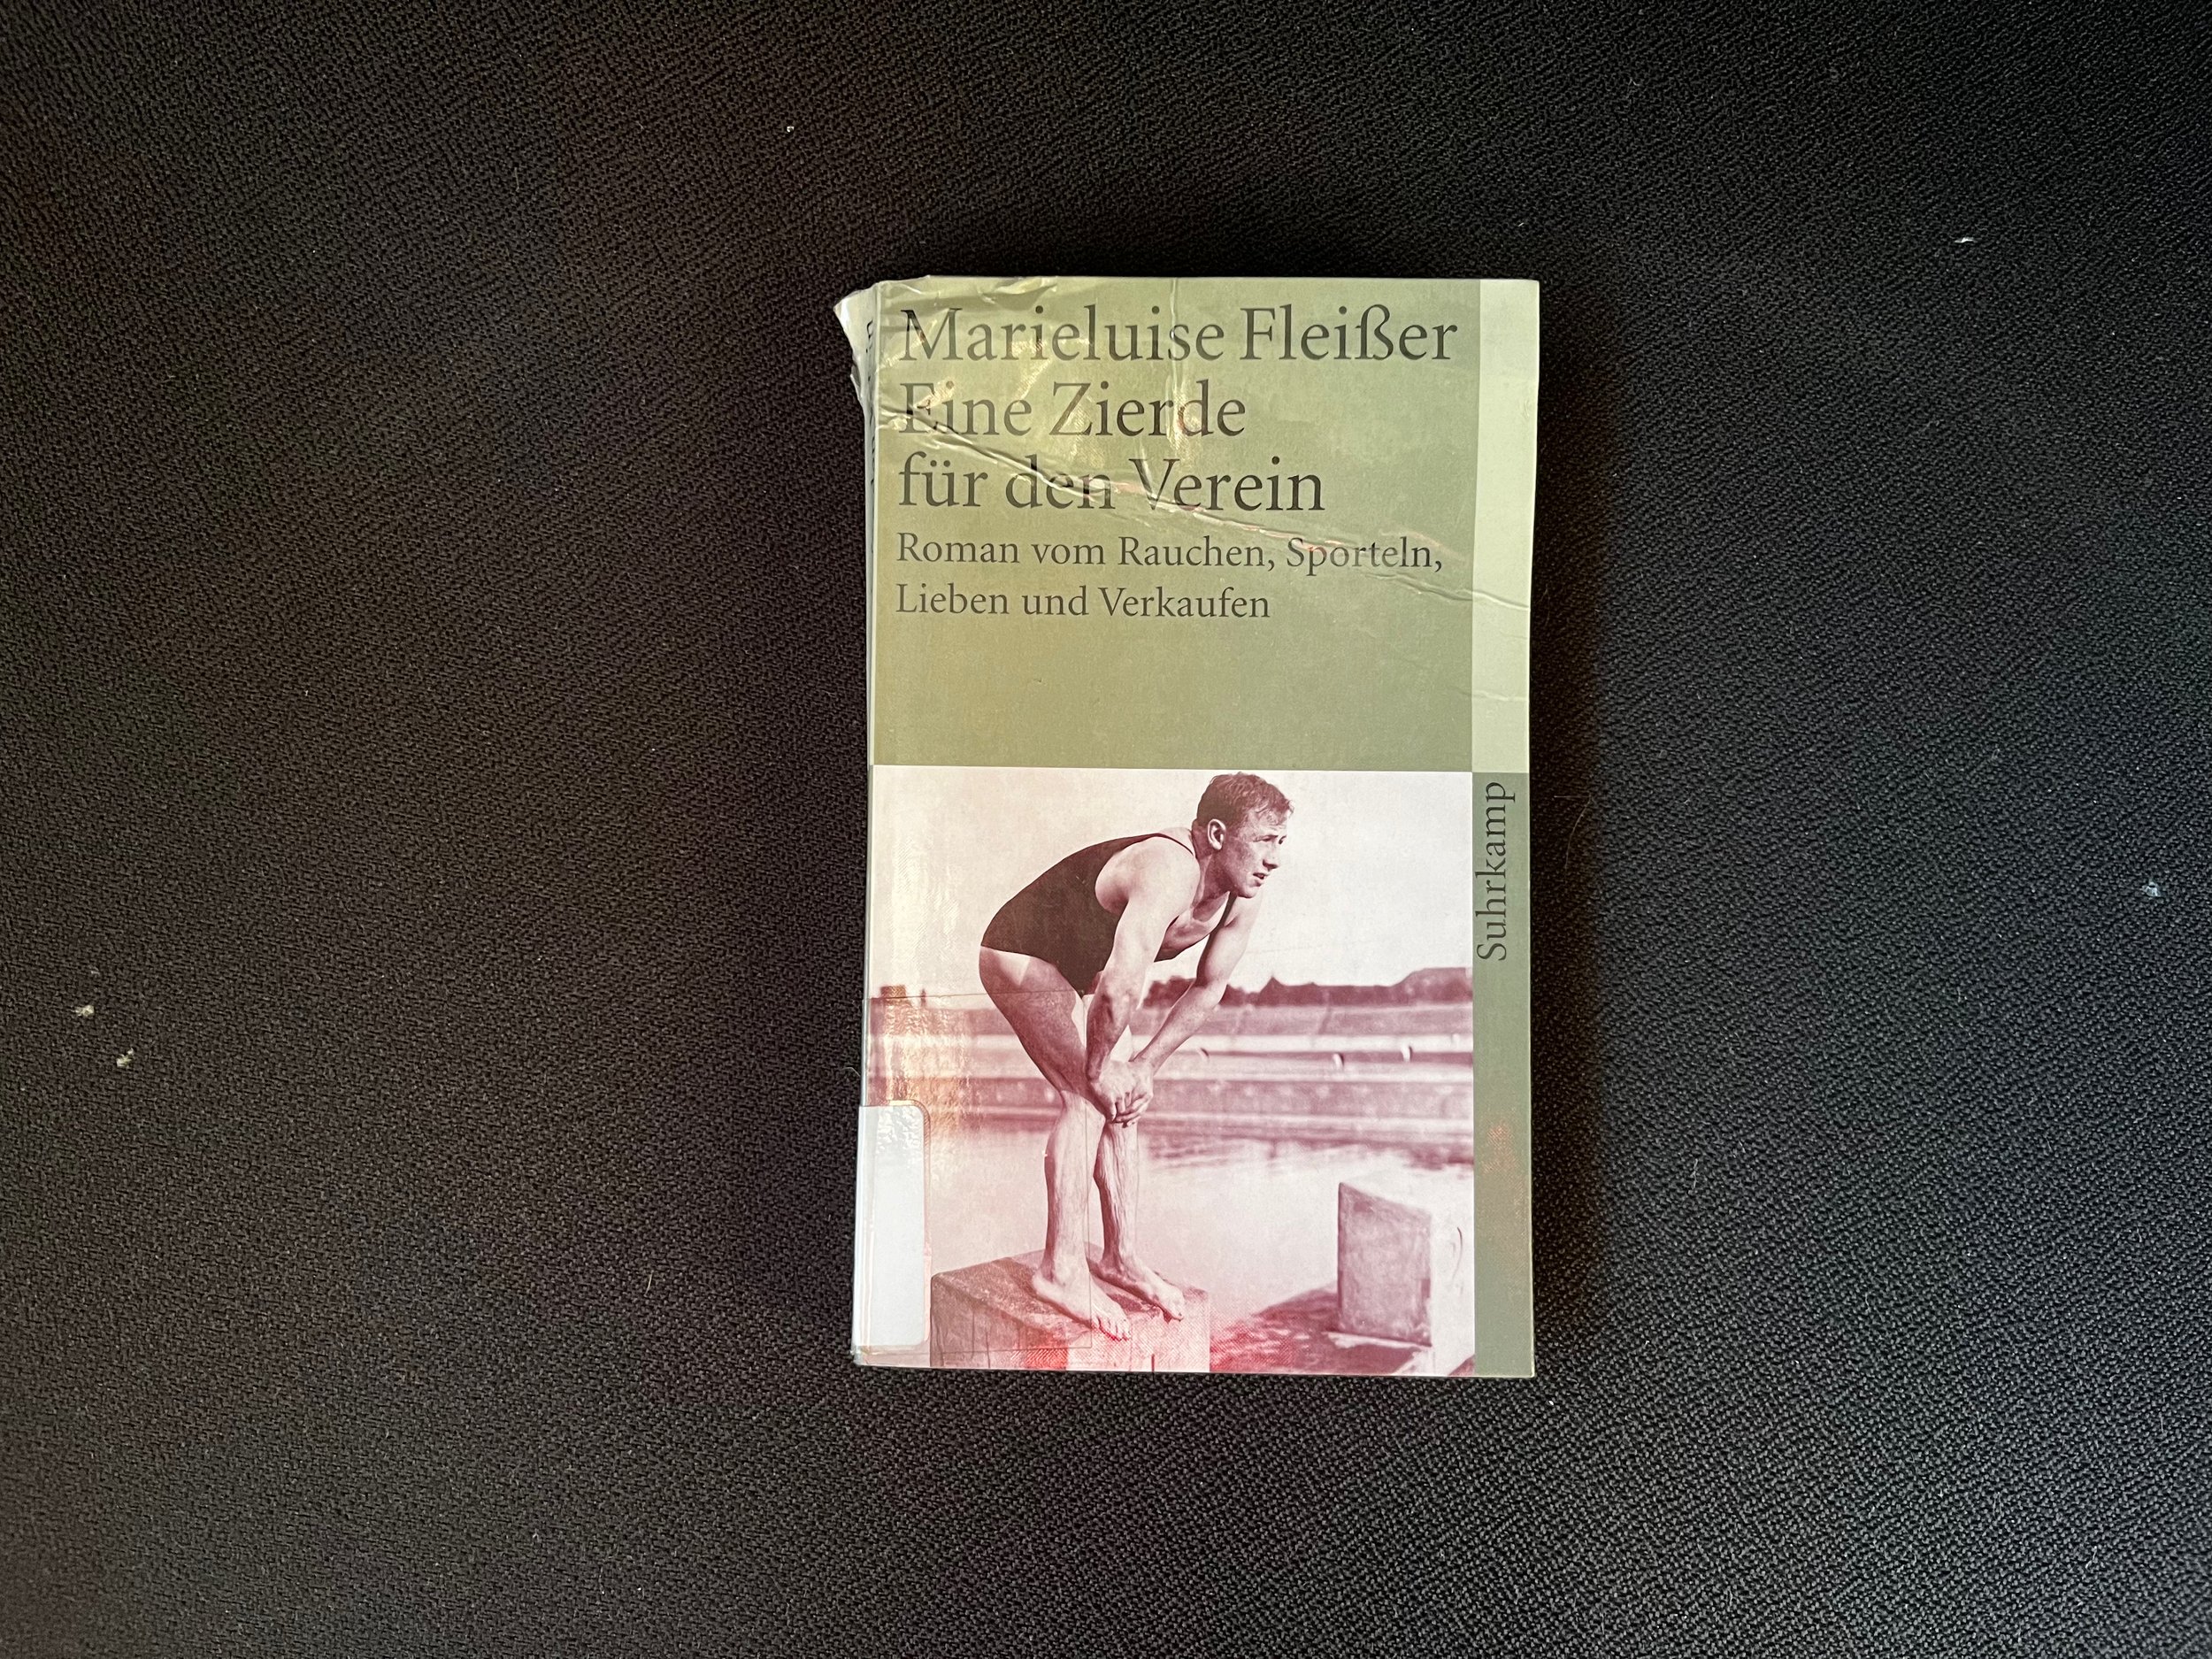 Marieluise Fleißer
Eine Zierde
für den Verein
Roman vom Rauchen, Sporteln,
Lieben und Verkaufen
Suhrkamp